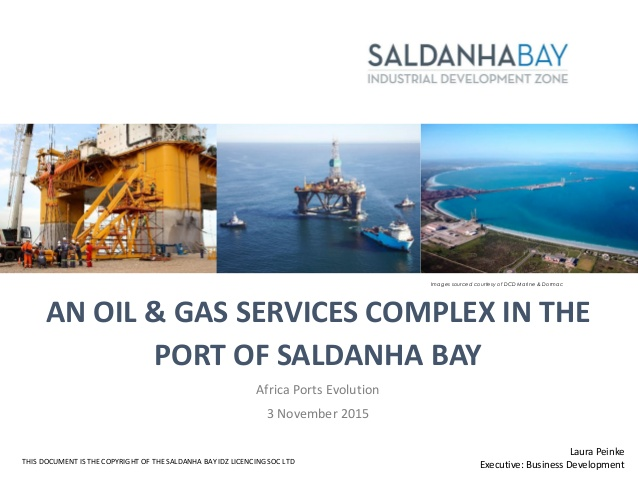 SALDANHABAY
INDUSTRIAL DEVELOPMENT ZONE
Images sourced courtesy of DCD Marine & Dormac
AN OIL & GAS SERVICES COMPLEX IN THE
PORT OF SALDANHA BAY
Africa Ports Evolution
3 November 2015
Laura Peinke
Executive: Business Development
THIS DOCUMENT IS THE COPYRIGHT OF THE SALDANHA BAY IDZ LICENCING SOC LTD